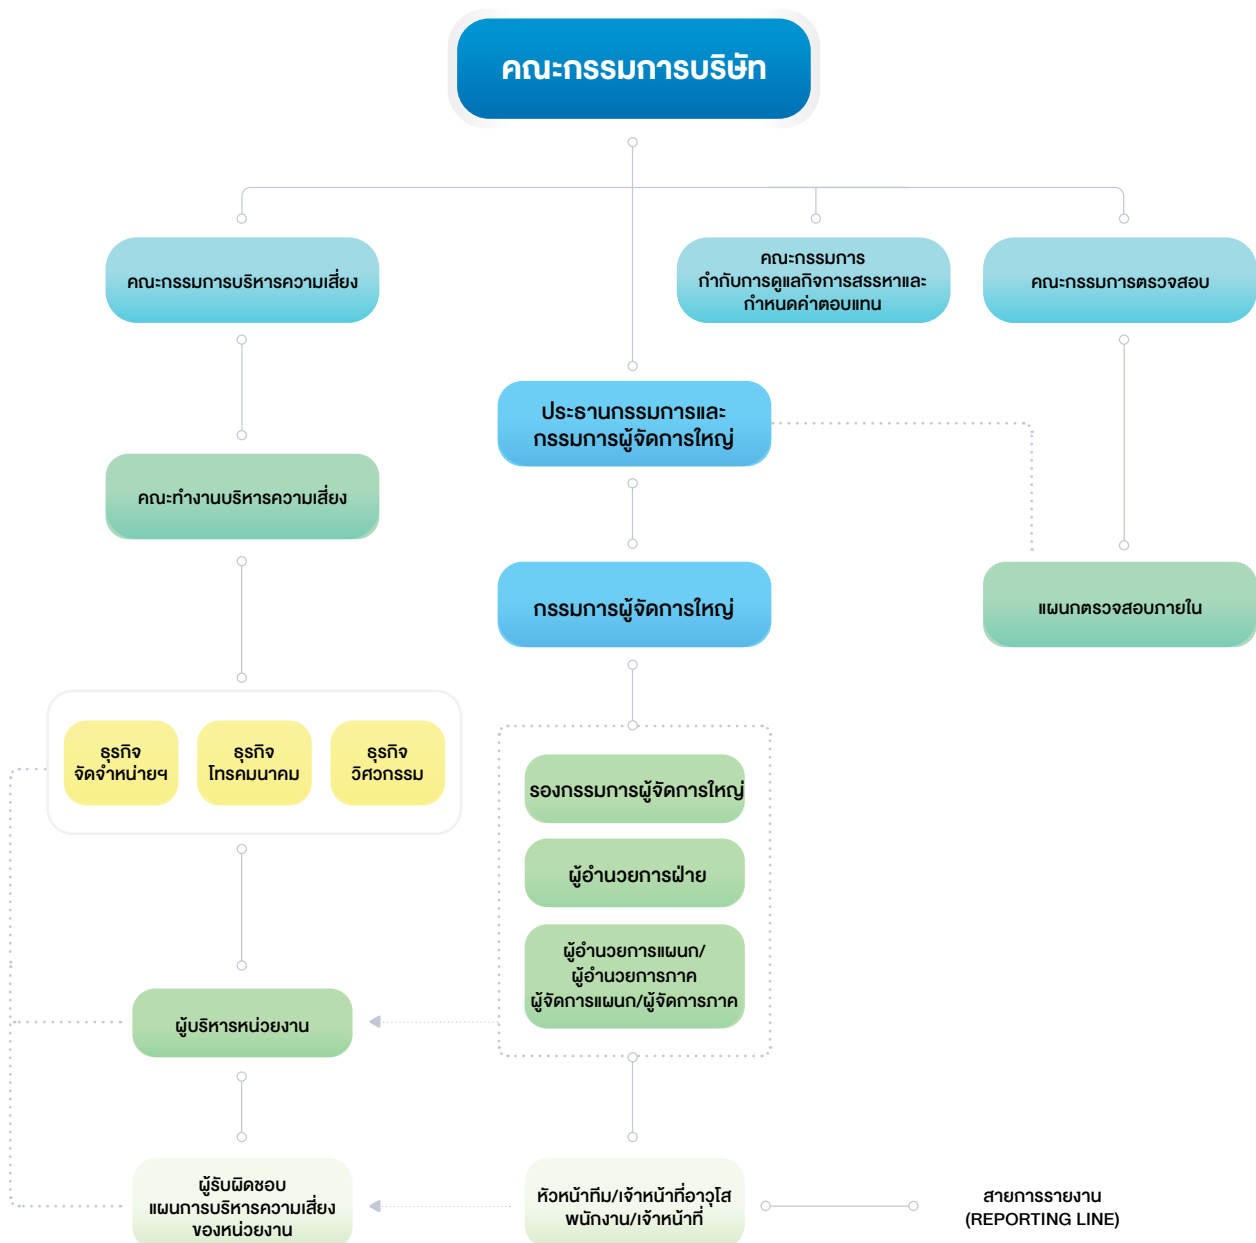 คณะกรรมการบริษัท
คณะกรรมการบริหารความเสี่ยง
คณะกรรมการ
กำกับการดูแลกิจการสรรหาและ
กำหนดค่าตอบแทน
คณะกรรมการตรวจสอบ
ประธานกรรมการและ
กรรมการผู้จัดการใหญ่
คณะทำงานบริหารความเสี่ยง
กรรมการผู้จัดการใหญ่
แผนกตรวจสอบภายใน
ธุรกิจ
จัดจำหน่ายฯ
ธุรกิจ
โทรคมนาคม
ธุรกิจ
วิศวกรรม
รองกรรมการผู้จัดการใหญ่
ผู้อำนวยการฝ่าย
ผู้อำนวยการแผนก/
ผู้อำนวยการภาค
ผู้จัดการแผนก/ผู้จัดการภาค
ผู้บริหารหน่วยงาน
ผู้รับผิดชอบ
แผนการบริหารความเสี่ยง
ของหน่วยงาน
หัวหน้าทีม/เจ้าหน้าที่อาวุโส
พนักงาน/เจ้าหน้าที่
สายการรายงาน
(REPORTING LINE)